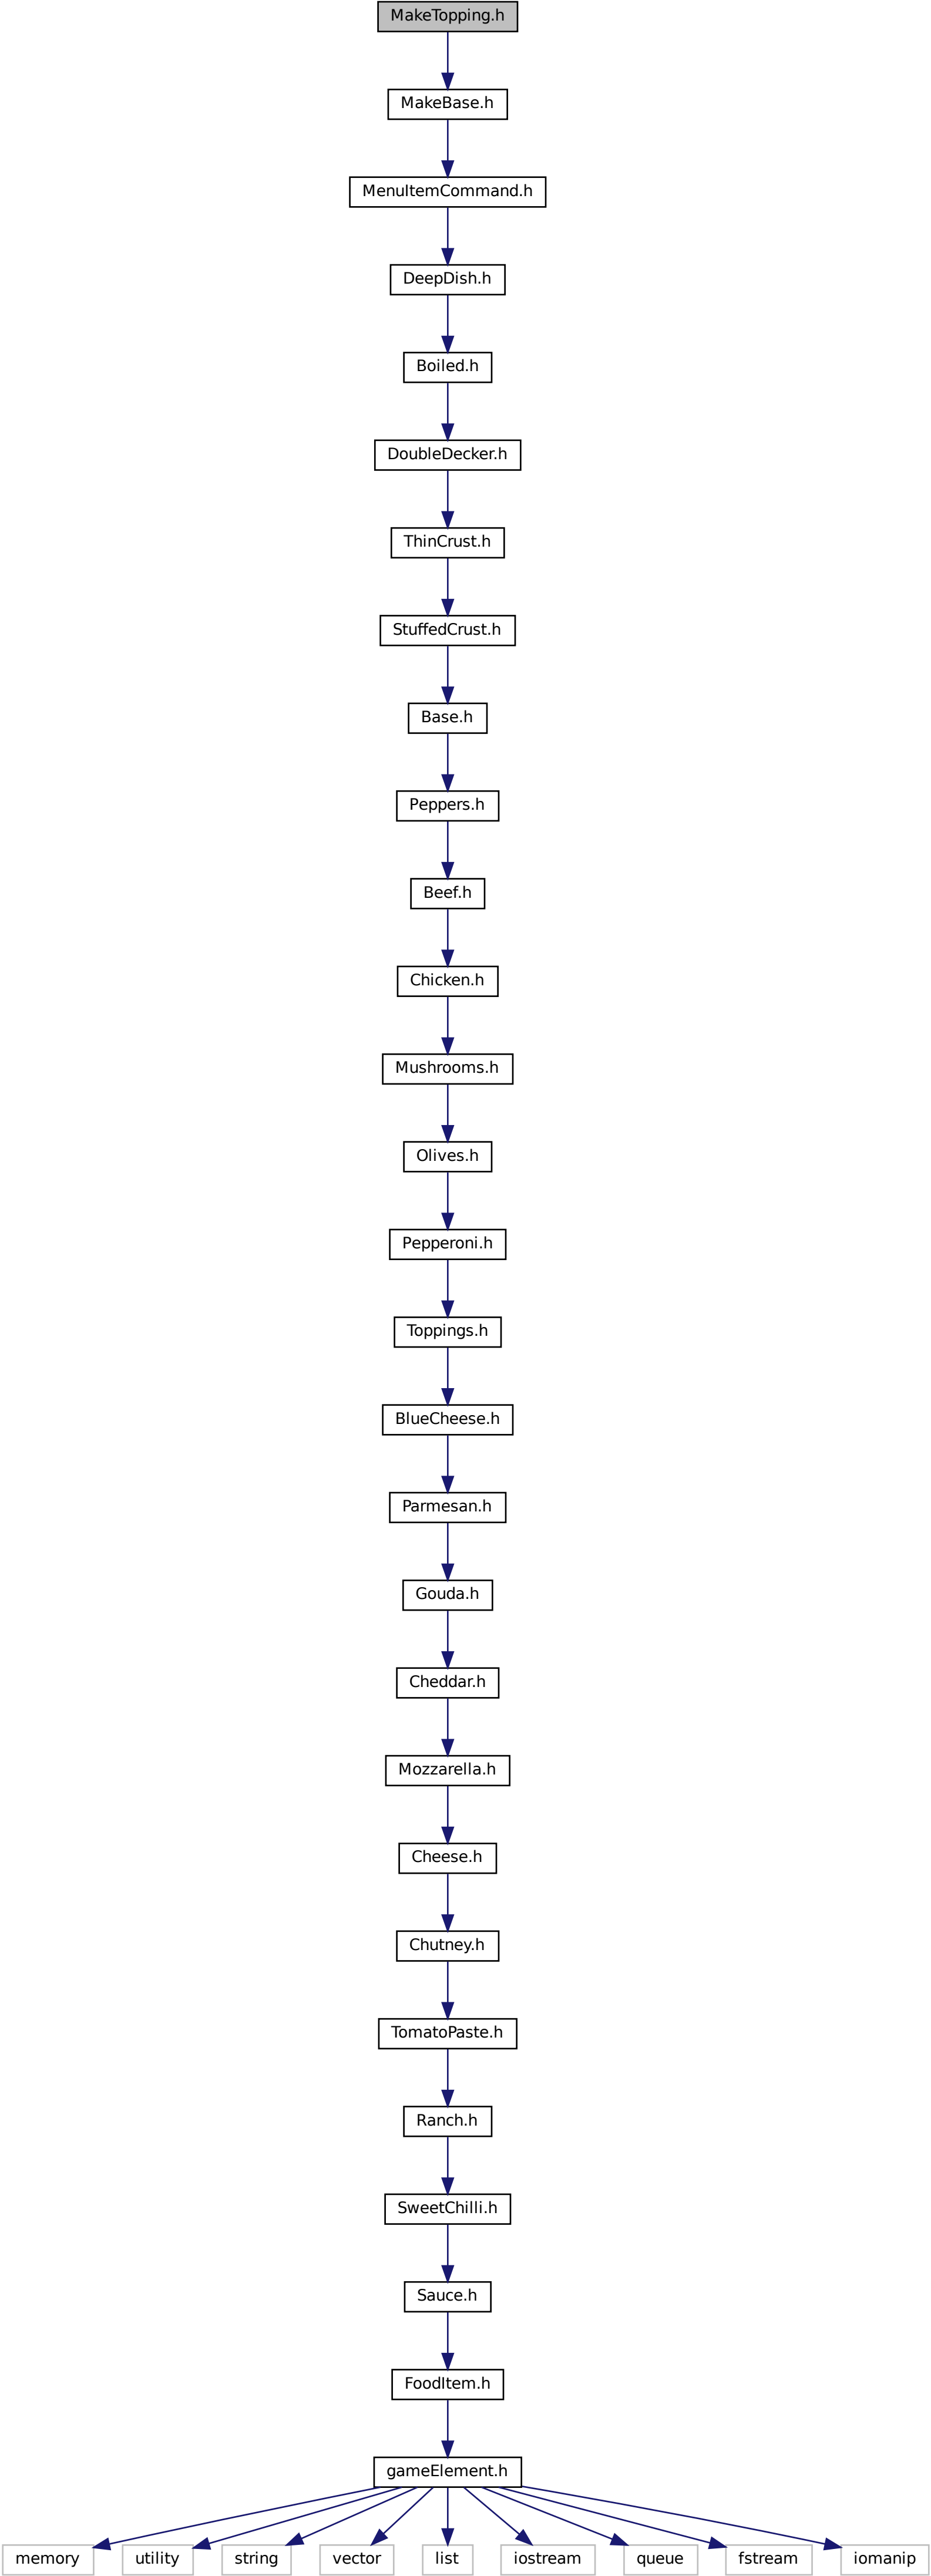 MakeTopping.h
MakeBase.h
MenuItemCommand.h
DeepDish.h
Boiled.h
DoubleDecker.h
ThinCrust.h
StuffedCrust.h
Base.h
Peppers.h
Beef.h
Chicken.h
Mushrooms.h
Olives.h
Pepperoni.h
Toppings.h
BlueCheese.h
Parmesan.h
Gouda.h
Cheddar.h
Mozzarella.h
Cheese.h
Chutney.h
TomatoPaste.h
Ranch.h
SweetChilli.h
Sauce.h
FoodItem.h
gameElement.h
memory utility string vector list iostream queue fstream iomanip